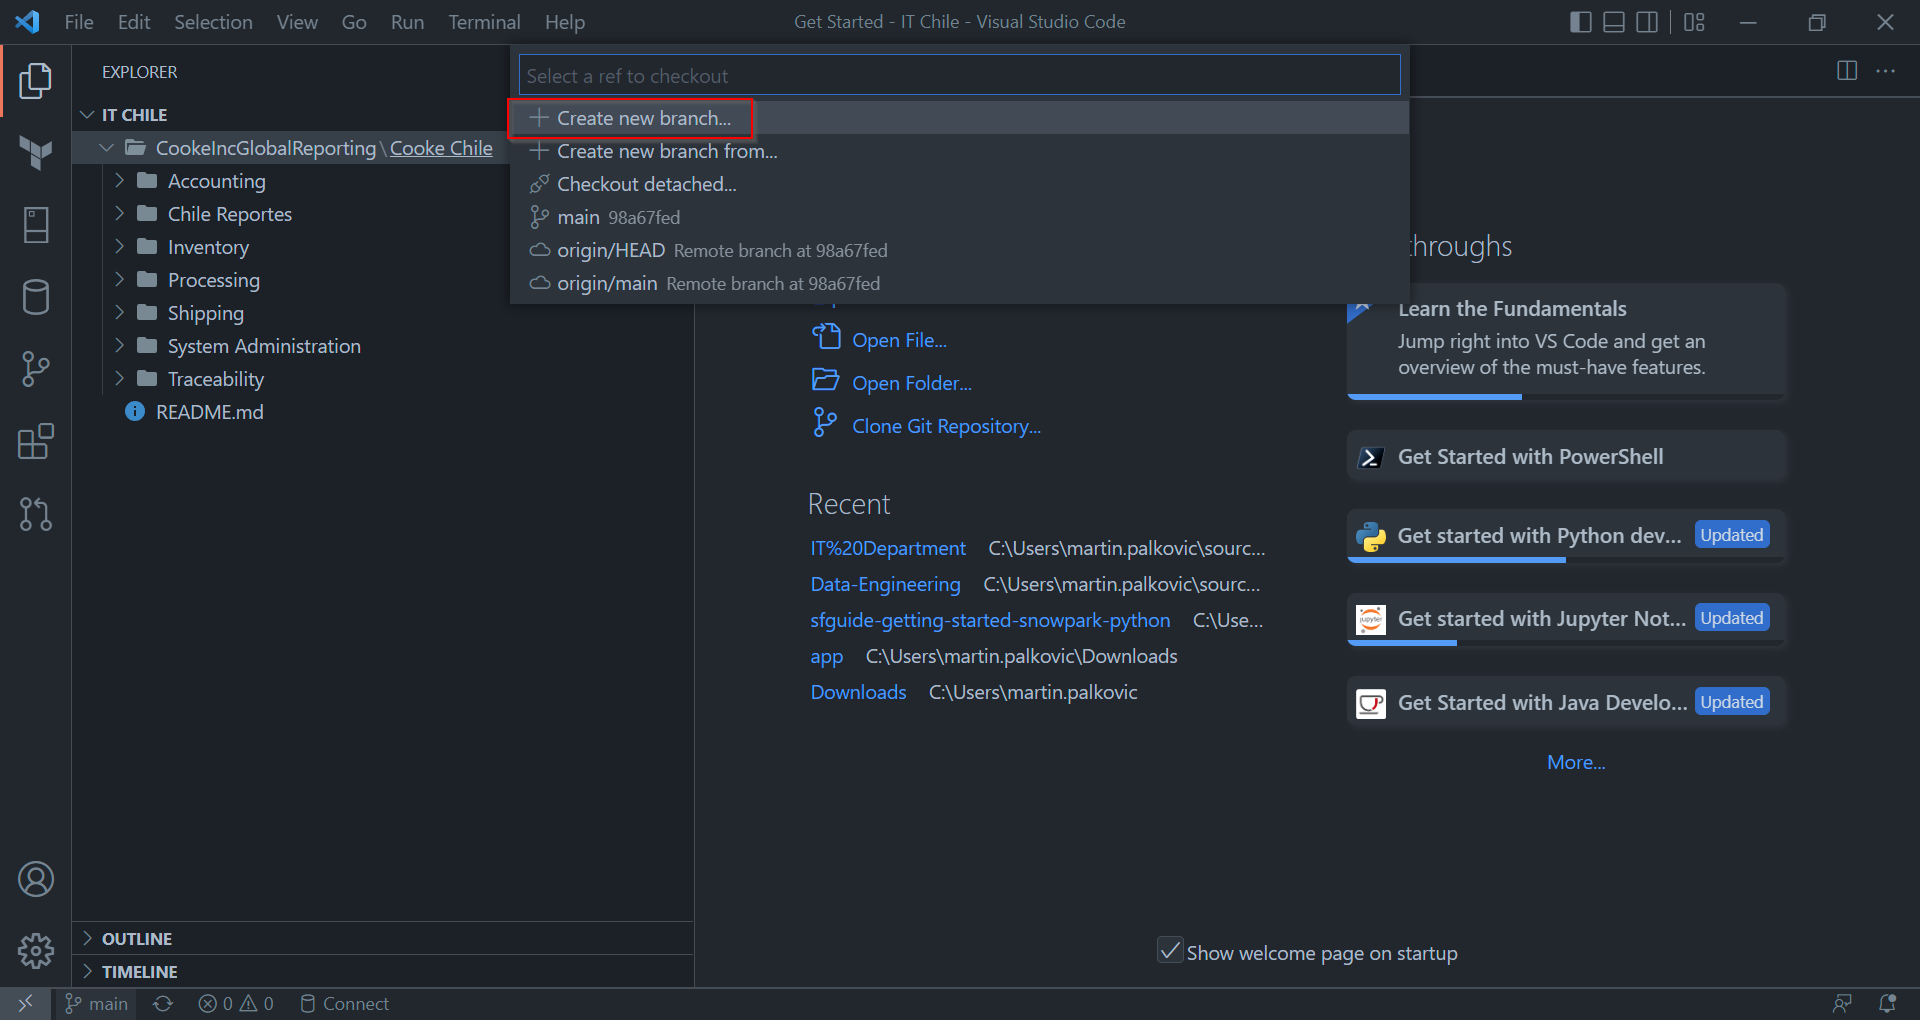 File Edit Selection View Go Run Terminal Help
Get Started - IT Chile - Visual Studio Code
EXPLORER
IT CHILE
CookeIncGlobalReporting\Cooke Chile
Accounting
Chile Reportes
Inventory
Processing
Shipping
System Administration
Traceability
README.md
OUTLINE
TIMELINE
Select a ref to checkout
Create new branch...
Create new branch from...
Checkout detached...
main 98a67fed
origin/HEAD Remote branch at 98a67fed
origin/main Remote branch at 98a67fed
Open File...
Open Folder...
Clone Git Repository...
Recent
IT%20Department C:\Users\martin.palkovic\sourc...
Data-Engineering C:\Users\martin.palkovic\sourc...
sfguide-getting-started-snowpark-python C:\Use...
app C:\Users\martin.palkovic\Downloads
Downloads C:\Users\martin.palkovic
throughs
Learn the Fundamentals
Jump right into VS Code and get an
overview of the must-have features.
Get Started with PowerShell
Get started with Python dev... Updated
Get started with Jupyter Not... Updated
Get Started with Java Develo... Updated
More...
Show welcome page on startup
main 0 0 Connect